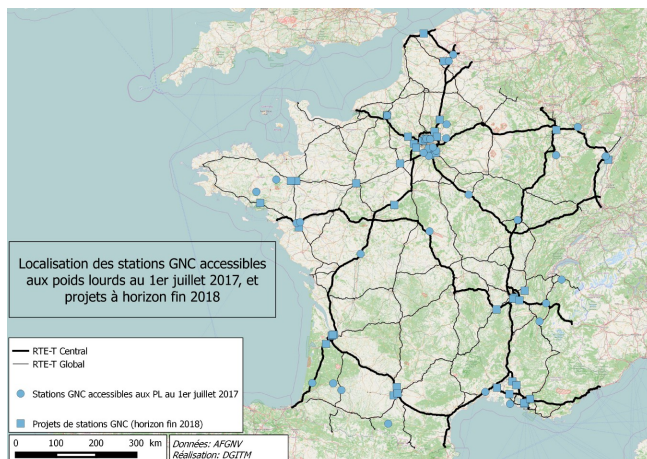 Localisation des stations GNC accessibles
aux poids lourds au 1er juillet 2017, et
projets à horizon fin 2018
RTE-T Central
RTE-T Global
Stations GNC accessibles aux PL au 1er juillet 2017
Projets de stations GNC (horizon fin 2018)
0 100 200 300 km
Données: AFGNV
Réalisation: DGITM